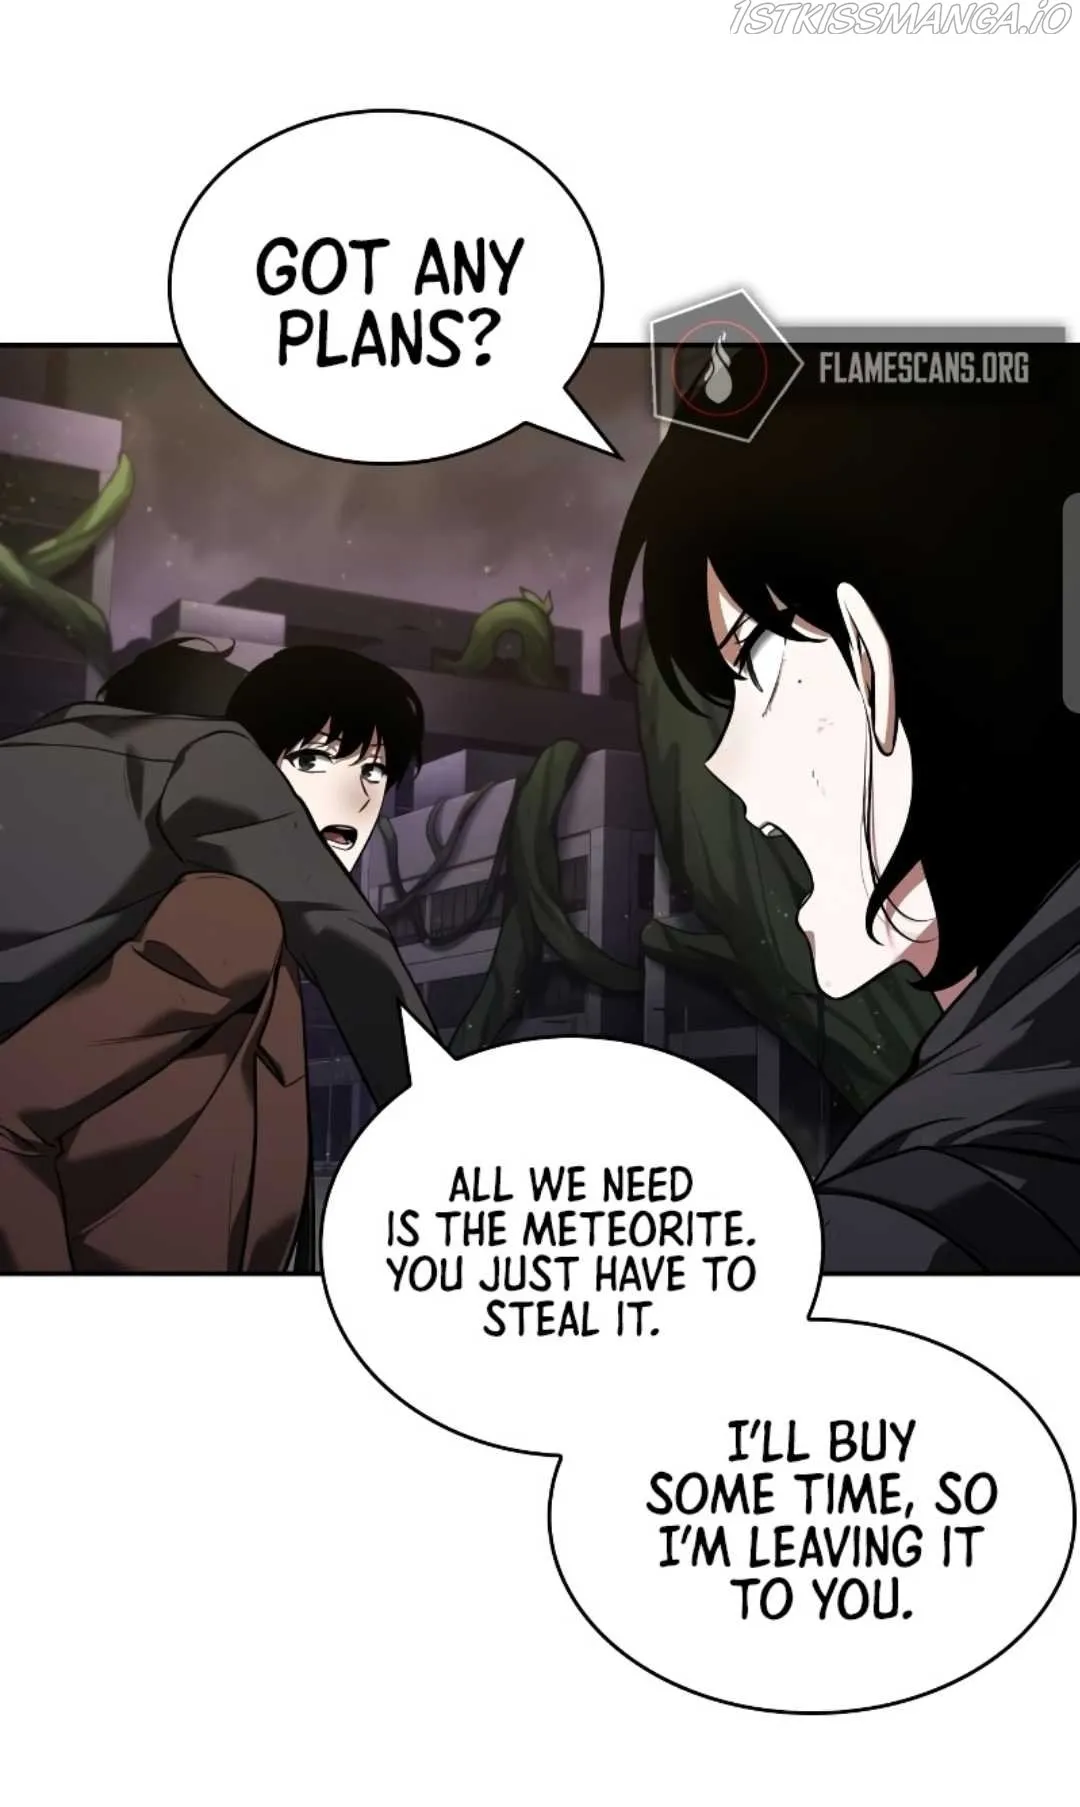 1STKISSMANGA.iO
GOT ANY
PLANS?
FLAMESCANS.ORG
ALL WE NEED
IS THE METEORITE.
YOU JUST HAVE TO
STEAL IT.
I'LL BUY
SOME TIME, SO
I'M LEAVING IT
TO YOU.